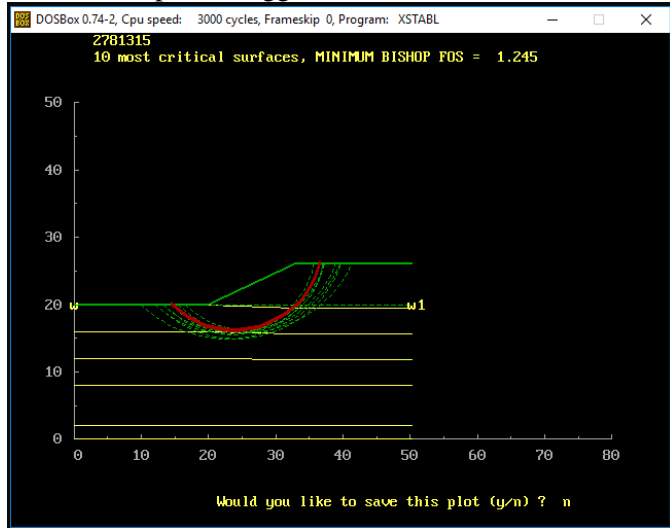 DOSBox 0.74-2, Cpu speed: 3000 cycles, Frameskip 0, Program: XSTABL
2781315
10 most critical surfaces, MINIMUM BISHOP FOS = 1.245
50
40
30
20
w
w1
10
0
0 10 20 30 40 50 60 70 80
Would you like to save this plot (y/n) ? n